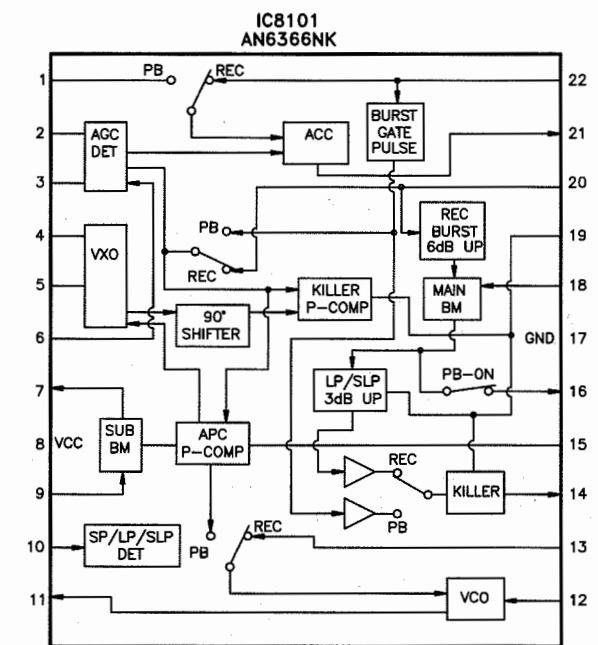 IC8101
AN6366NK
1
PB
REC
22
2
AGC
DET
ACC
BURST
GATE
PULSE
21
3
20
4
VXO
PB
REC
BURST
6dB UP
19
5
REC
KILLER
P-COMP
MAIN
BM
18
90°
SHIFTER
6
GND
17
7
LP/SLP
3dB UP
PB-ON
16
8
VCC
SUB
BM
APC
P-COMP
15
REC
9
KILLER
14
PB
10
SP/LP/SLP
DET
PB
REC
13
11
VCO
12